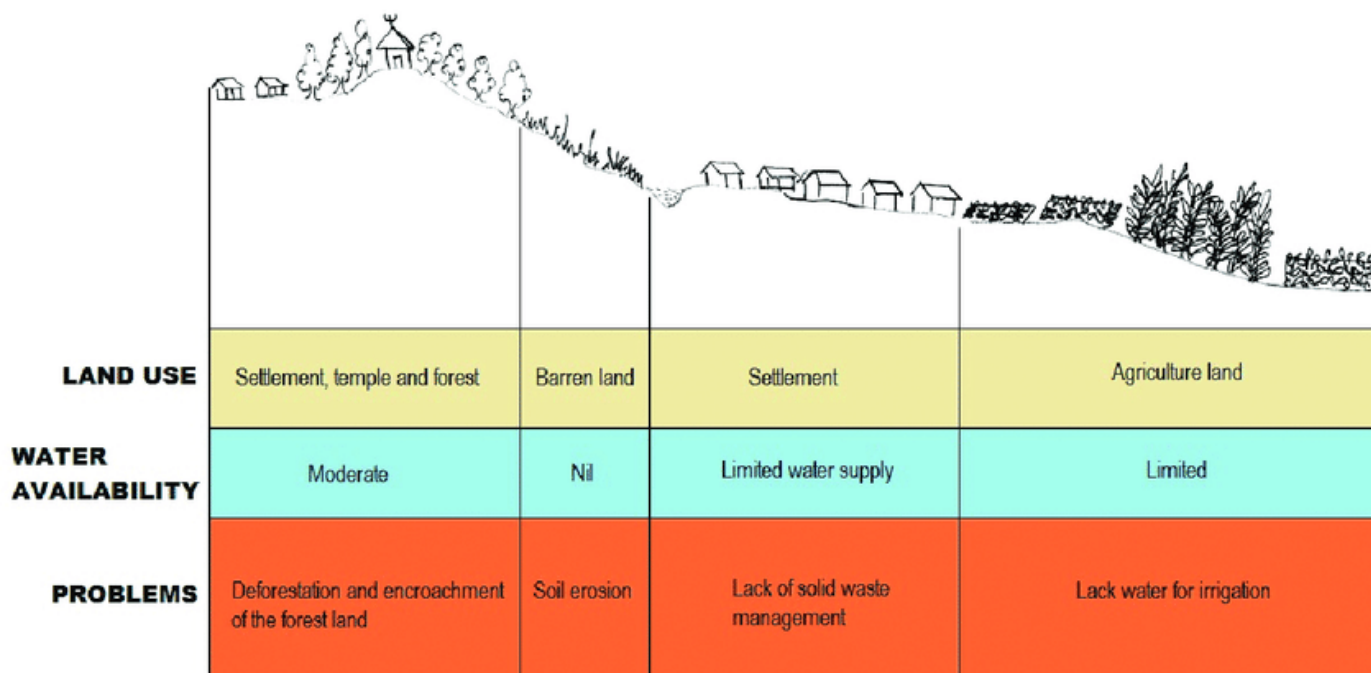 LAND USE
Settlement, temple and forest
Barren land
Settlement
Agriculture land
WATER
AVAILABILITY
Moderate
Nil
Limited water supply
Limited
PROBLEMS
Deforestation and encroachment
of the forest land
Soil erosion
Lack of solid waste
management
Lack water for irrigation